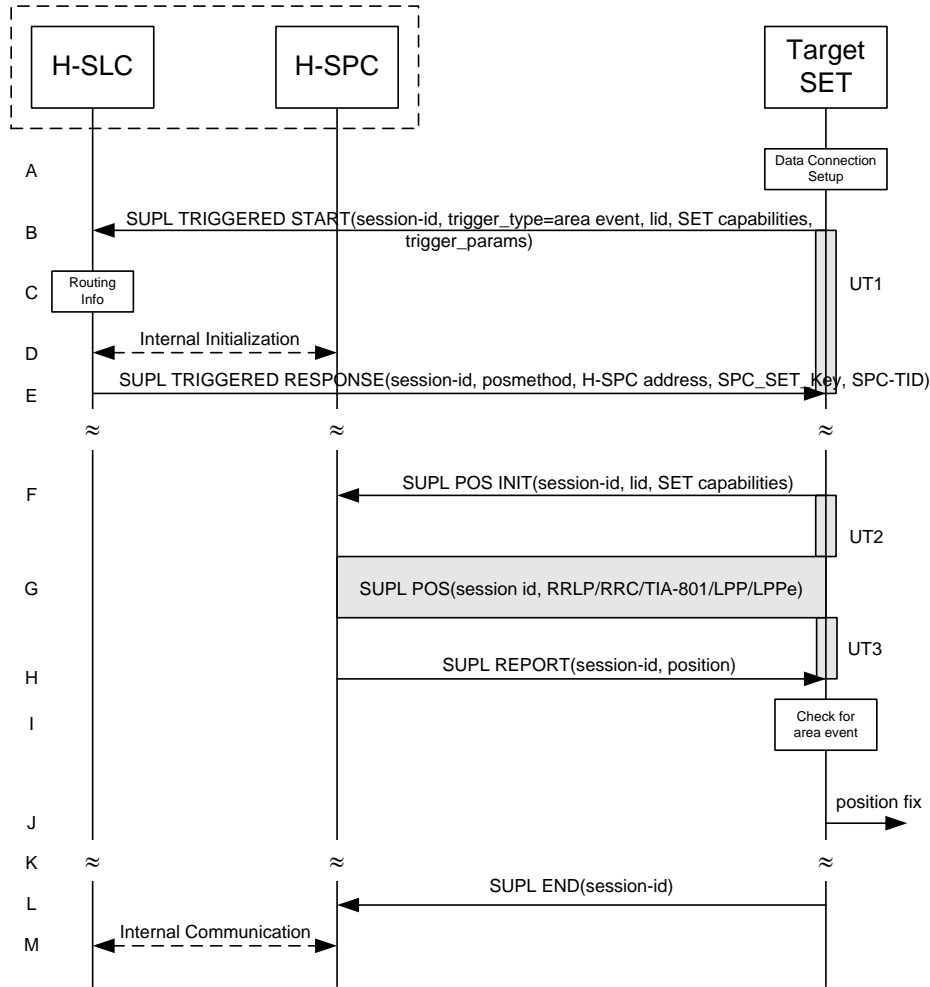 H-SLC
H-SPC
Target
SET
A
Data Connection
Setup
SUPL TRIGGERED START(session-id, trigger_type=area event, lid, SET capabilities,
trigger_params)
B
Routing
Info
C
UT1
Internal Initialization
D
SUPL TRIGGERED RESPONSE(session-id, posmethod, H-SPC address, SPC_SET_Key, SPC-TID)
E
≈ ≈ ≈
SUPL POS INIT(session-id, lid, SET capabilities)
F
UT2
G
SUPL POS(session id, RRLP/RRC/TIA-801/LPP/LPPe)
UT3
SUPL REPORT(session-id, position)
H
I
Check for
area event
position fix
J
K
≈ ≈ ≈
SUPL END(session-id)
L
Internal Communication
M